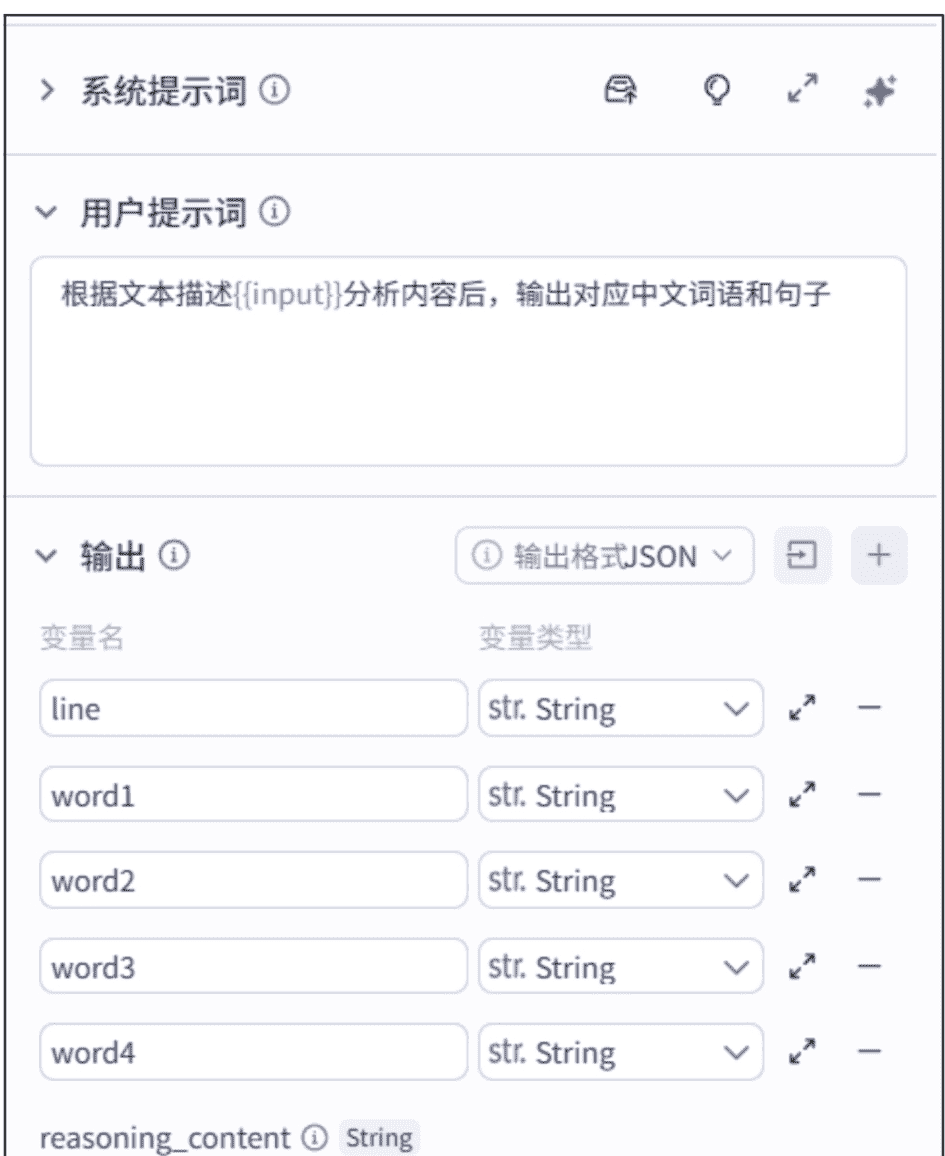 系统提示词
用户提示词
根据文本描述{{input}}分析内容后，输出对应中文词语和句子
输出 输出格式JSON
变量名 变量类型
line str. String
word1 str. String
word2 str. String
word3 str. String
word4 str. String
reasoning_content String